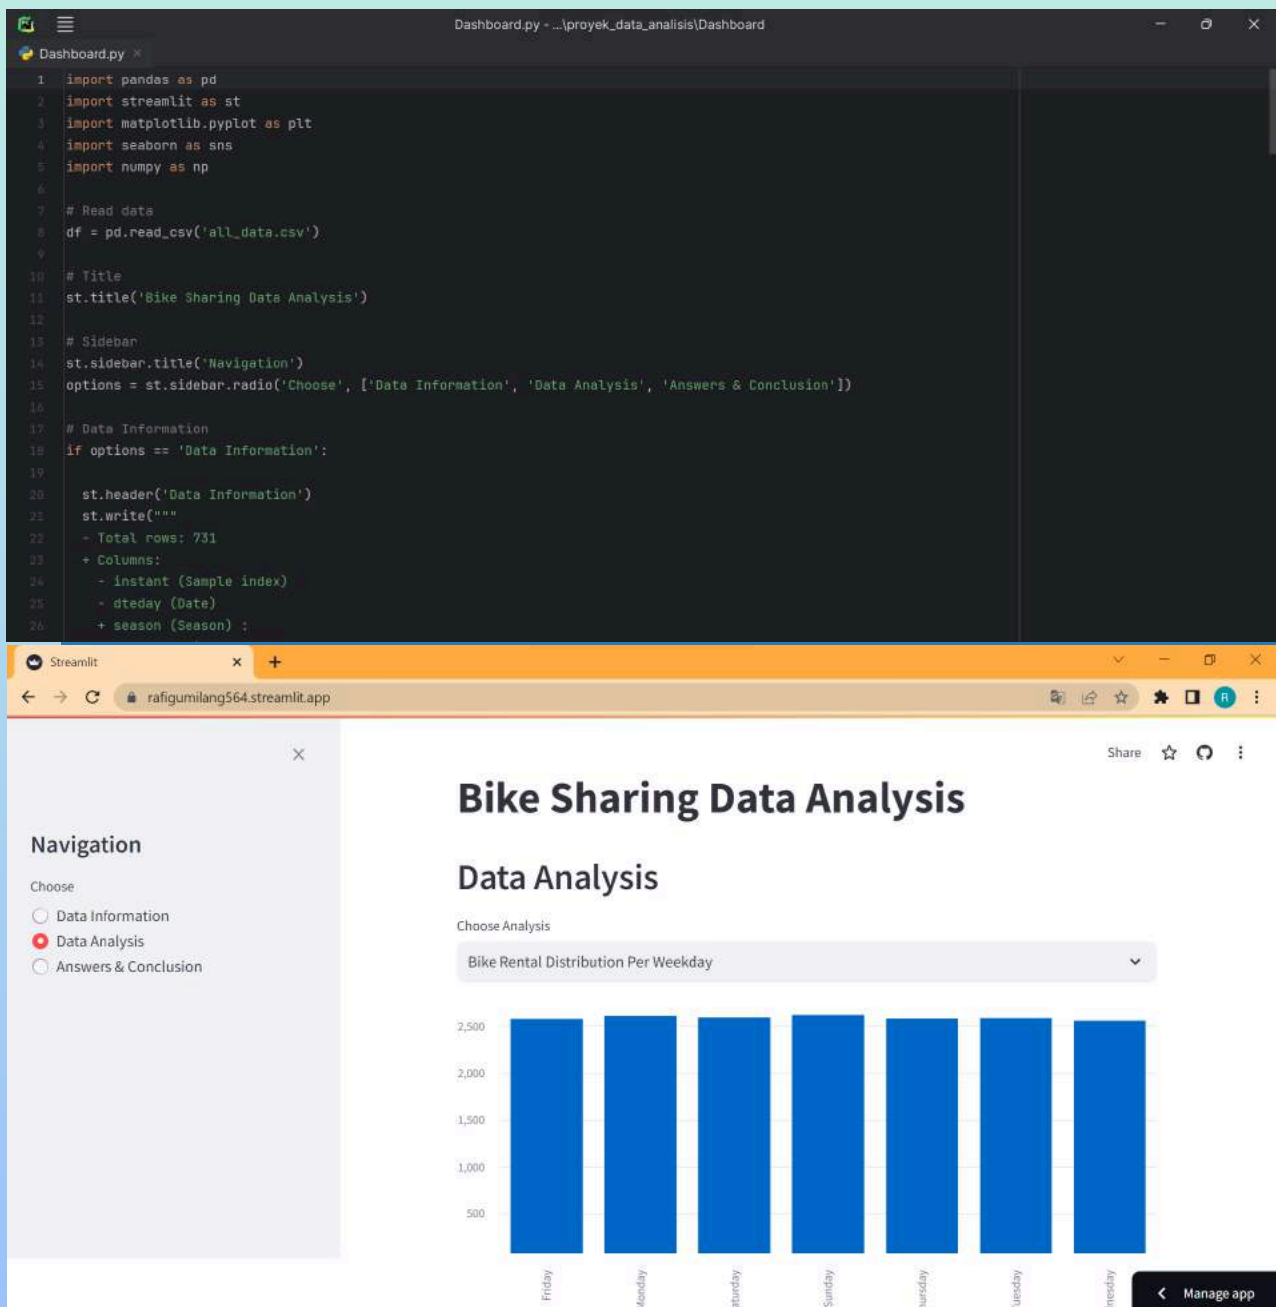 Dashboard.py - ...\proyek_data_analisis\Dashboard
Dashboard.py
1 import pandas as pd
2 import streamlit as st
3 import matplotlib.pyplot as plt
4 import seaborn as sns
5 import numpy as np
6
7 # Read data
8 df = pd.read_csv('all_data.csv')
9
10 # Title
11 st.title('Bike Sharing Data Analysis')
12
13 # Sidebar
14 st.sidebar.title('Navigation')
15 options = st.sidebar.radio('Choose', ['Data Information', 'Data Analysis', 'Answers & Conclusion'])
16
17 # Data Information
18 if options == 'Data Information':
19
20 st.header('Data Information')
21 st.write("""
22 - Total rows: 731
23 + Columns:
24 - instant (Sample index)
25 - dteday (Date)
26 + season (Season) :
Streamlit
rafigumilang564.streamlit.app
R
Share
Navigation
Choose
Data Information
Data Analysis
Answers & Conclusion
Bike Sharing Data Analysis
Data Analysis
Choose Analysis
Bike Rental Distribution Per Weekday
2,500
2,000
1,500
1,000
500
Friday
Monday
aturday
Sunday
ursday
uesday
nesday
Manage app